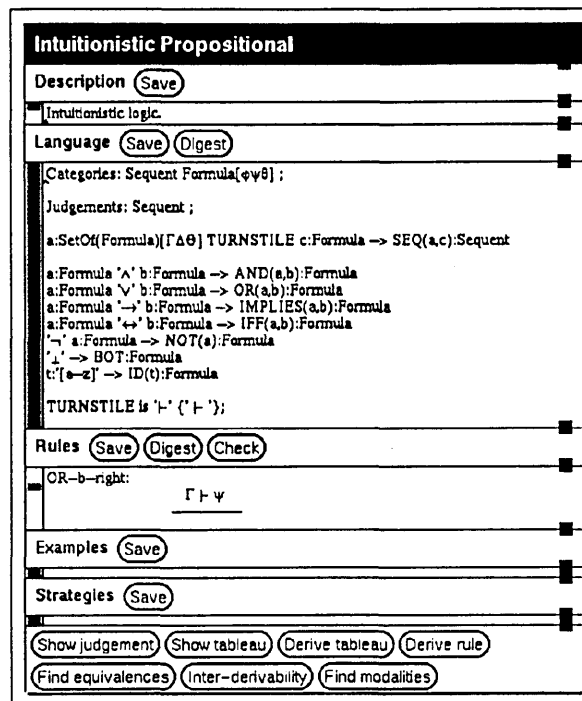 Intuitionistic Propositional
Description Save
Intuitionistic logic.
Language Save Digest
Categories: Sequent Formula[φψθ] ;
Judgements: Sequent ;
a:SetOf(Formula)[ΓΔΘ] TURNSTILE c:Formula –> SEQ(a,c):Sequent
a:Formula '∧' b:Formula –> AND(a,b):Formula
a:Formula '∨' b:Formula –> OR(a,b):Formula
a:Formula '→' b:Formula –> IMPLIES(a,b):Formula
a:Formula '↔' b:Formula –> IFF(a,b):Formula
'¬' a:Formula –> NOT(a):Formula
'⊥' –> BOT:Formula
t:'[a–z]' –> ID(t):Formula
TURNSTILE is '⊢' {' ⊢ '};
Rules Save Digest Check
OR–b–right:
Γ ⊢ ψ
Examples Save
Strategies Save
Show judgement Show tableau Derive tableau Derive rule
Find equivalences Inter–derivability Find modalities